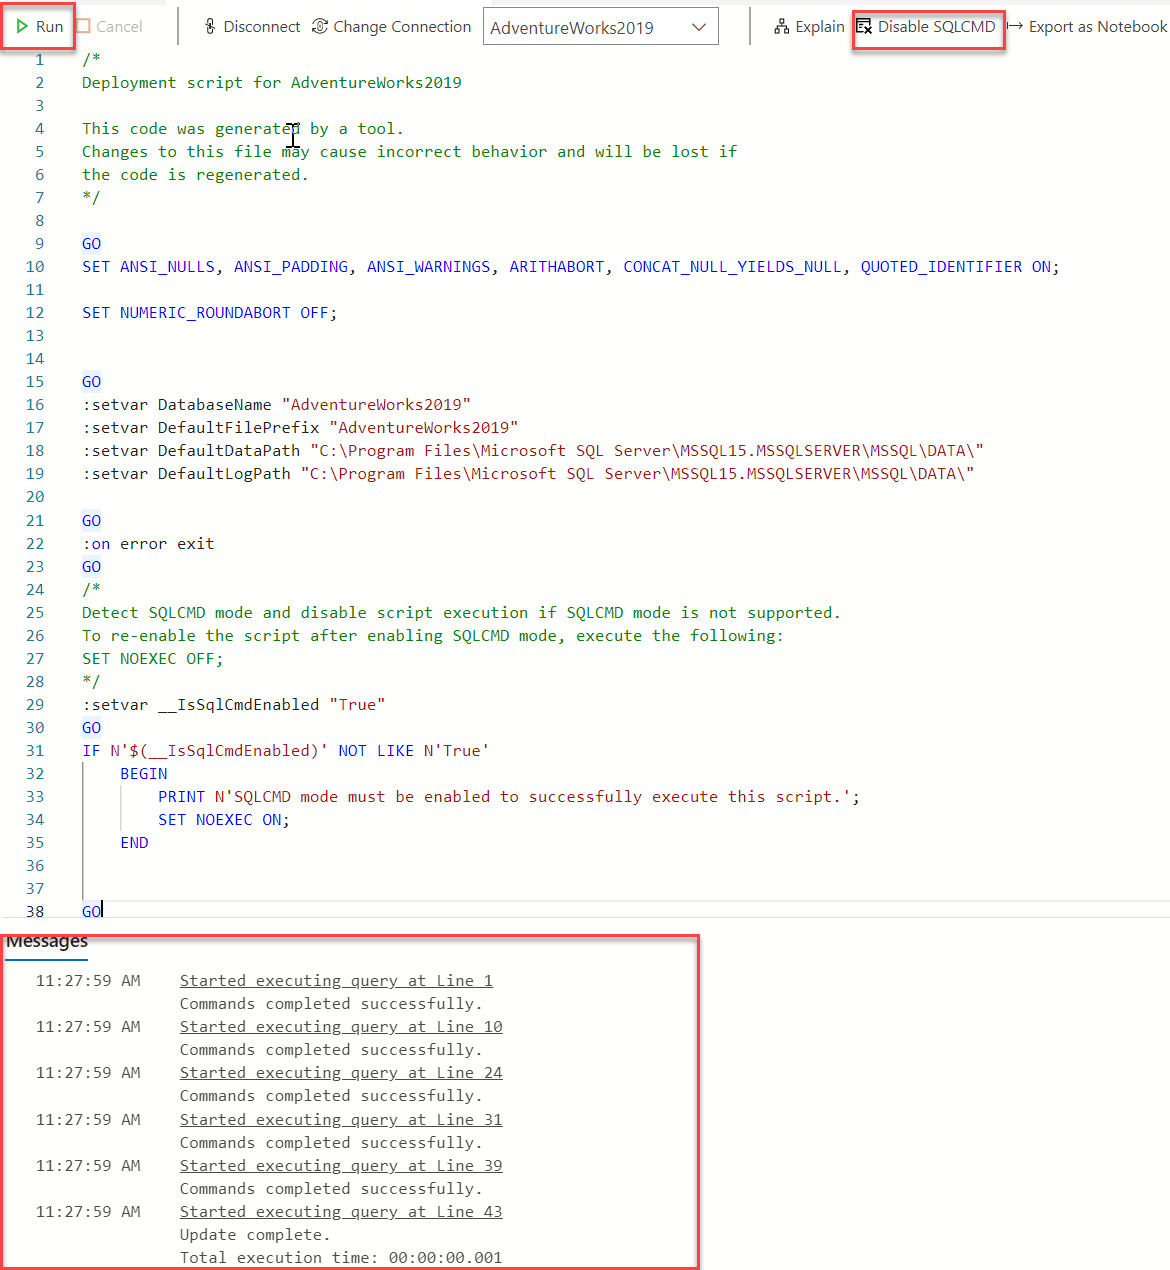 Run Cancel Disconnect Change Connection AdventureWorks2019 Explain Disable SQLCMD Export as Notebook
1 /*
2 Deployment script for AdventureWorks2019
3
4 This code was generated by a tool.
5 Changes to this file may cause incorrect behavior and will be lost if
6 the code is regenerated.
7 */
8
9 GO
10 SET ANSI_NULLS, ANSI_PADDING, ANSI_WARNINGS, ARITHABORT, CONCAT_NULL_YIELDS_NULL, QUOTED_IDENTIFIER ON;
11
12 SET NUMERIC_ROUNDABORT OFF;
13
14
15 GO
16 :setvar DatabaseName "AdventureWorks2019"
17 :setvar DefaultFilePrefix "AdventureWorks2019"
18 :setvar DefaultDataPath "C:\Program Files\Microsoft SQL Server\MSSQL15.MSSQLSERVER\MSSQL\DATA\"
19 :setvar DefaultLogPath "C:\Program Files\Microsoft SQL Server\MSSQL15.MSSQLSERVER\MSSQL\DATA\"
20
21 GO
22 :on error exit
23 GO
24 /*
25 Detect SQLCMD mode and disable script execution if SQLCMD mode is not supported.
26 To re-enable the script after enabling SQLCMD mode, execute the following:
27 SET NOEXEC OFF;
28 */
29 :setvar __IsSqlCmdEnabled "True"
30 GO
31 IF N'$(__IsSqlCmdEnabled)' NOT LIKE N'True'
32 BEGIN
33 PRINT N'SQLCMD mode must be enabled to successfully execute this script.';
34 SET NOEXEC ON;
35 END
36
37
38 GO
Messages
11:27:59 AM Started executing query at Line 1
Commands completed successfully.
11:27:59 AM Started executing query at Line 10
Commands completed successfully.
11:27:59 AM Started executing query at Line 24
Commands completed successfully.
11:27:59 AM Started executing query at Line 31
Commands completed successfully.
11:27:59 AM Started executing query at Line 39
Commands completed successfully.
11:27:59 AM Started executing query at Line 43
Update complete.
Total execution time: 00:00:00.001